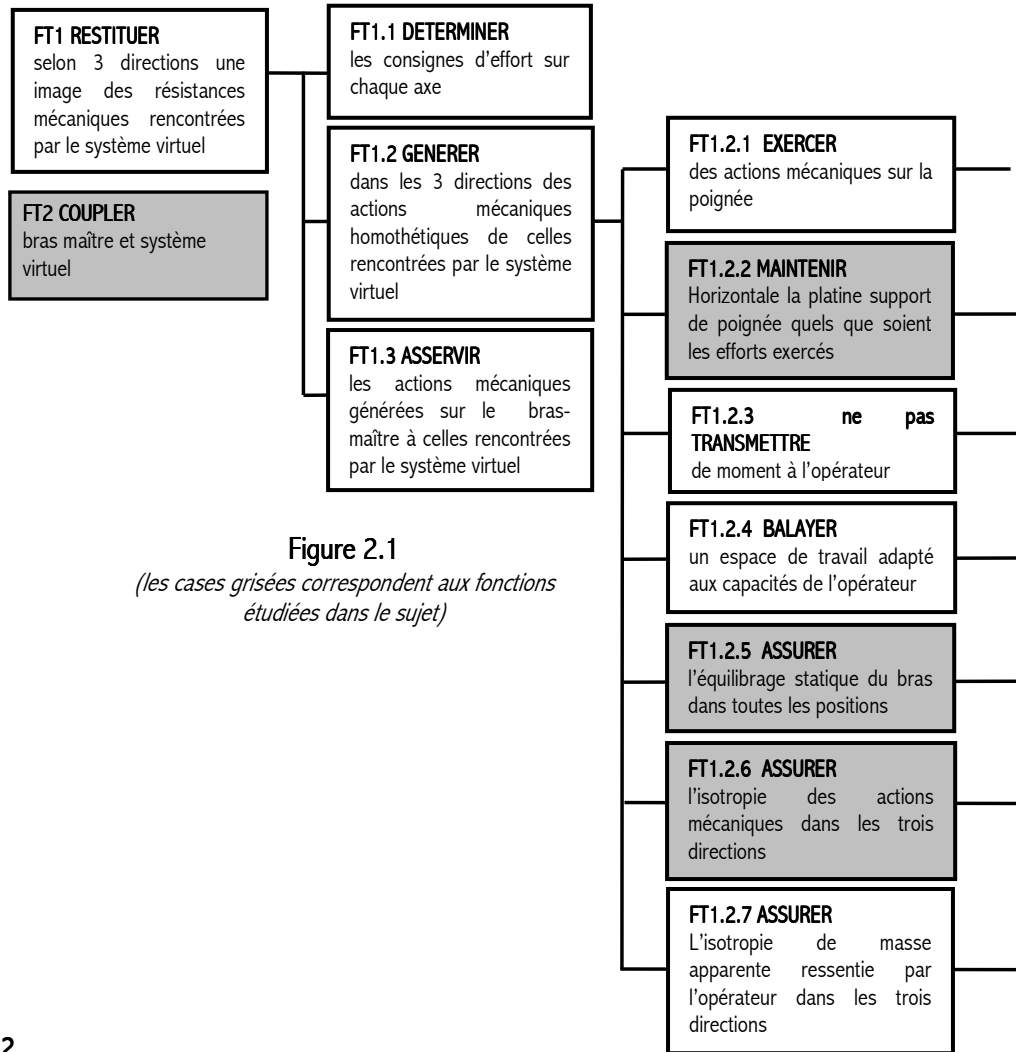 FT1 RESTITUER
selon 3 directions une
image des résistances
mécaniques rencontrées
par le système virtuel
FT2 COUPLER
bras maître et système
virtuel
FT1.1 DETERMINER
les consignes d'effort sur
chaque axe
FT1.2 GENERER
dans les 3 directions des
actions mécaniques
homothétiques de celles
rencontrées par le système
virtuel
FT1.3 ASSERVIR
les actions mécaniques
générées sur le bras-
maître à celles rencontrées
par le système virtuel
FT1.2.1 EXERCER
des actions mécaniques sur la
poignée
FT1.2.2 MAINTENIR
Horizontale la platine support
de poignée quels que soient
les efforts exercés
FT1.2.3 ne pas
TRANSMETTRE
de moment à l'opérateur
FT1.2.4 BALAYER
un espace de travail adapté
aux capacités de l'opérateur
FT1.2.5 ASSURER
l'équilibrage statique du bras
dans toutes les positions
FT1.2.6 ASSURER
l'isotropie des actions
mécaniques dans les trois
directions
FT1.2.7 ASSURER
L'isotropie de masse
apparente ressentie par
l'opérateur dans les trois
directions
Figure 2.1
(les cases grisées correspondent aux fonctions
étudiées dans le sujet)
2